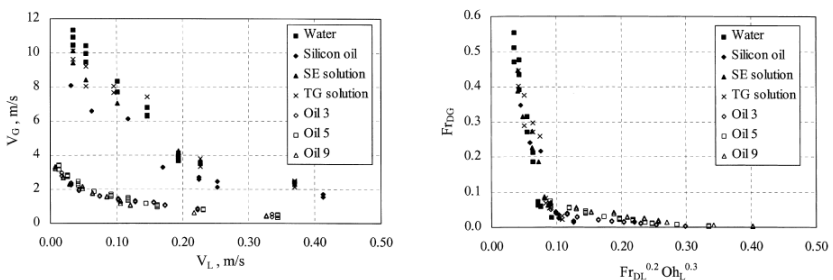 12
10
8
6
4
2
0
V_G , m/s
0.00 0.10 0.20 0.30 0.40 0.50
V_L , m/s
Water
Silicon oil
SE solution
TG solution
Oil 3
Oil 5
Oil 9
0.6
0.5
0.4
0.3
0.2
0.1
0.0
Fr_DG
0.00 0.10 0.20 0.30 0.40 0.50
Fr_DL^0.2 Oh_L^0.3
Water
Silicon oil
SE solution
TG solution
Oil 3
Oil 5
Oil 9